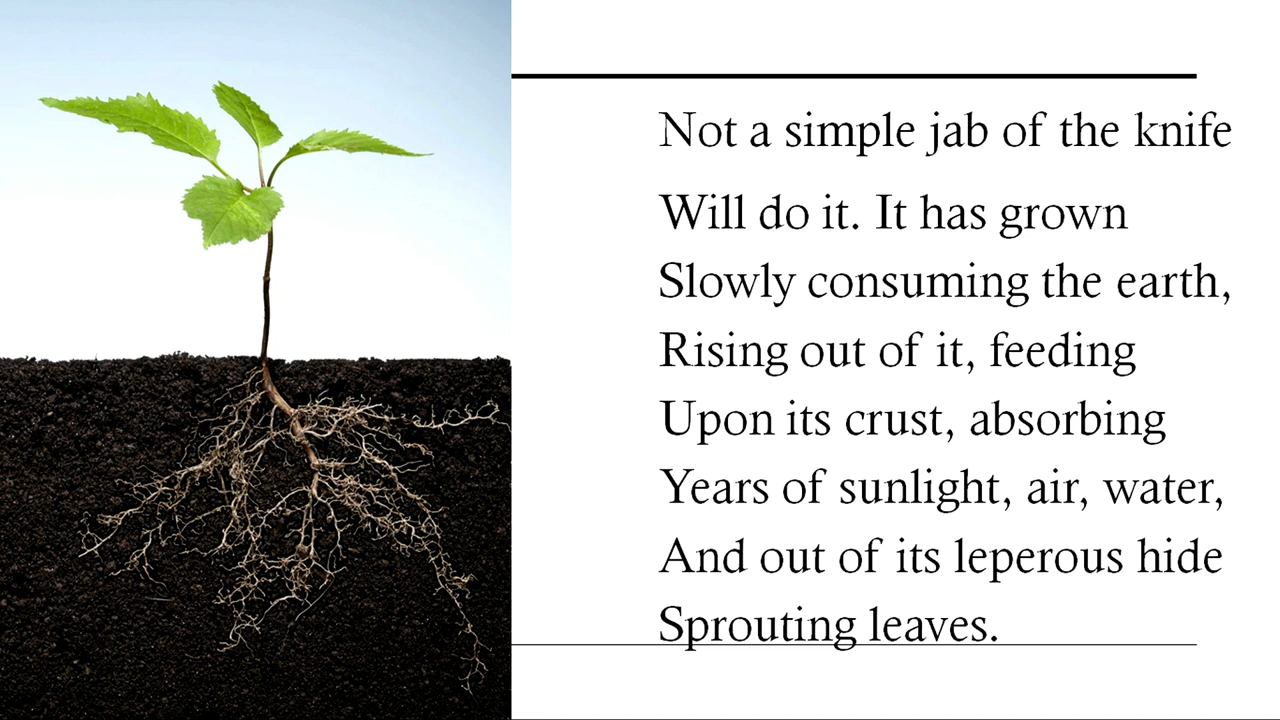 Not a simple jab of the knife
Will do it. It has grown
Slowly consuming the earth,
Rising out of it, feeding
Upon its crust, absorbing
Years of sunlight, air, water,
And out of its leperous hide
Sprouting leaves.